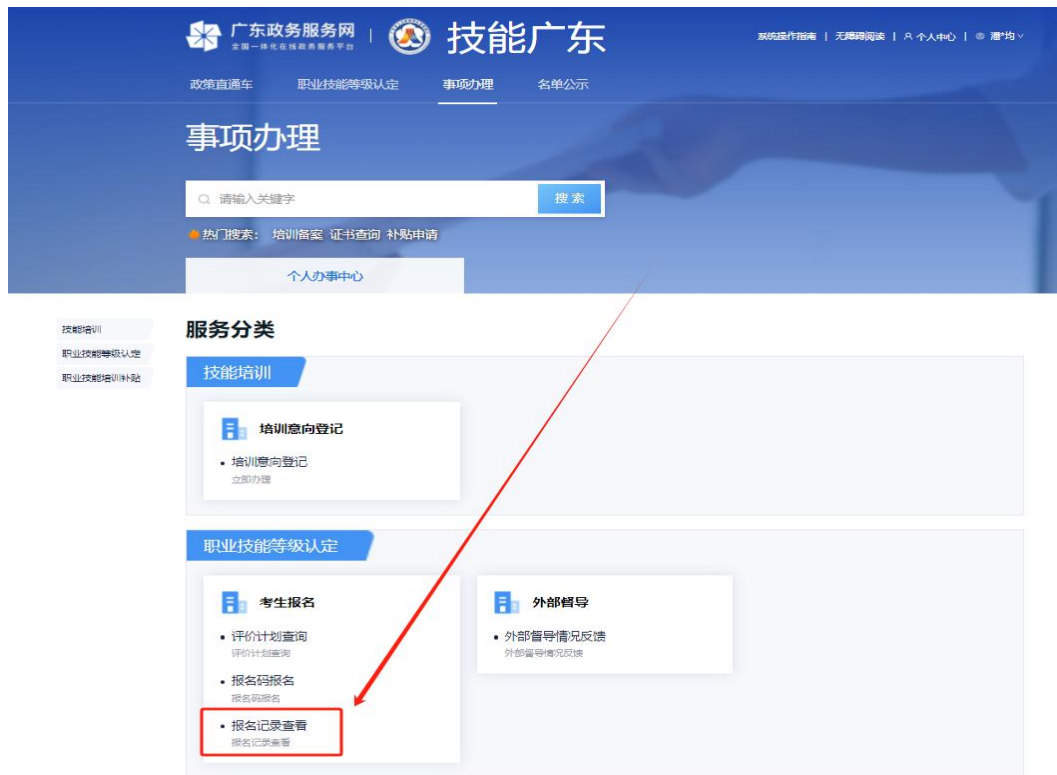 广东政务服务网
全国一体化在线政务服务平台
技能广东
系统操作指南 | 无障碍阅读 | 个人中心 | 潘*均
政策直通车 职业技能等级认定 事项办理 名单公示
事项办理
请输入关键字 搜索
热门搜索： 培训备案 证书查询 补贴申请
个人办事中心
技能培训
职业技能等级认定
职业技能培训补贴
服务分类
技能培训
培训意向登记
• 培训意向登记
立即办理
职业技能等级认定
考生报名
• 评价计划查询
评价计划查询
• 报名码报名
报名码报名
• 报名记录查看
报名记录查看
外部督导
• 外部督导情况反馈
外部督导情况反馈